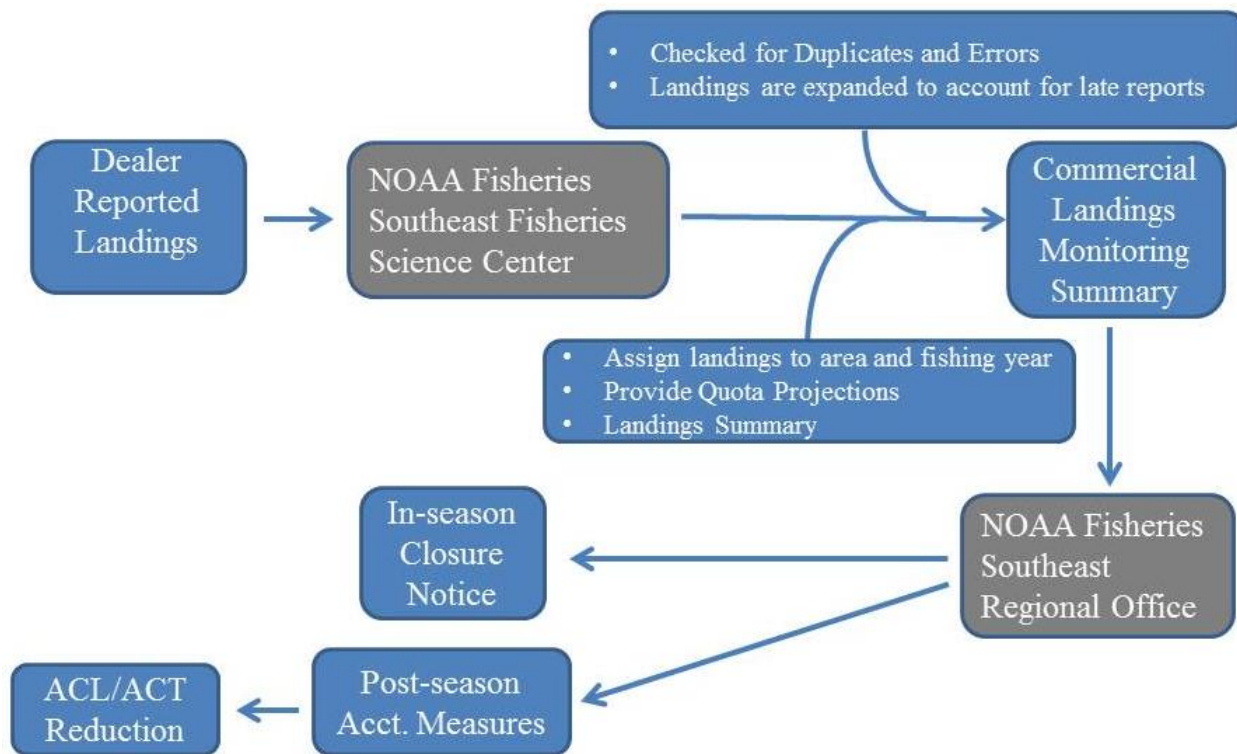 • Checked for Duplicates and Errors
• Landings are expanded to account for late reports
Dealer
Reported
Landings
NOAA Fisheries
Southeast Fisheries
Science Center
Commercial
Landings
Monitoring
Summary
• Assign landings to area and fishing year
• Provide Quota Projections
• Landings Summary
In-season
Closure
Notice
NOAA Fisheries
Southeast
Regional Office
Post-season
Acct. Measures
ACL/ACT
Reduction